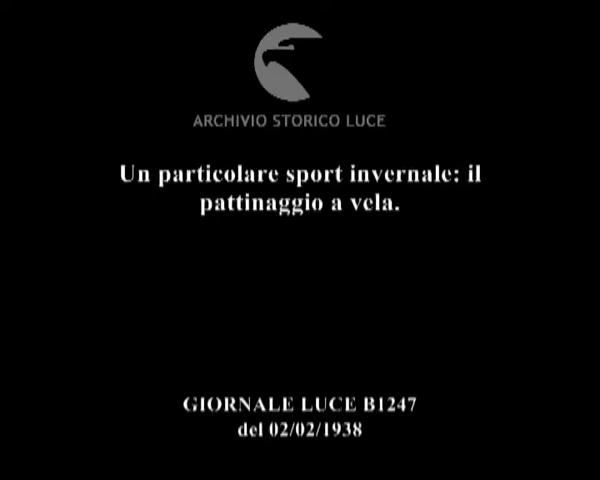 ARCHIVIO STORICO LUCE
Un particolare sport invernale: il
pattinaggio a vela.
GIORNALE LUCE B1247
del 02/02/1938